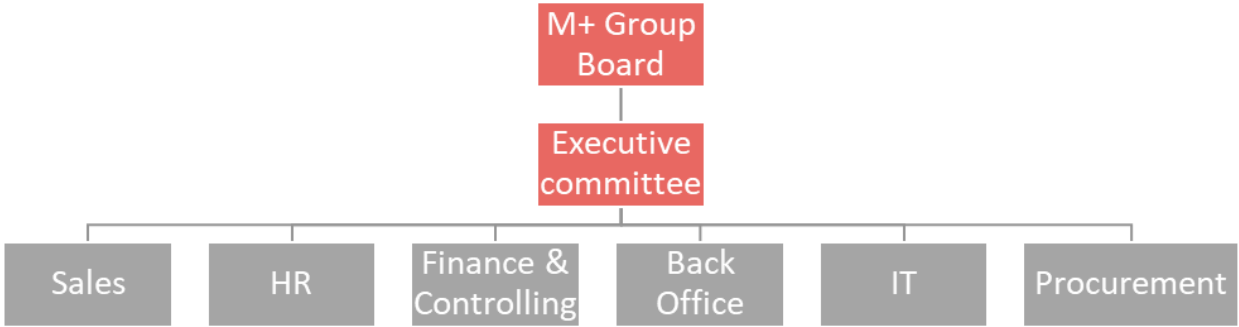 M+ Group
Board
Executive
committee
Sales
HR
Finance &
Controlling
Back
Office
IT
Procurement